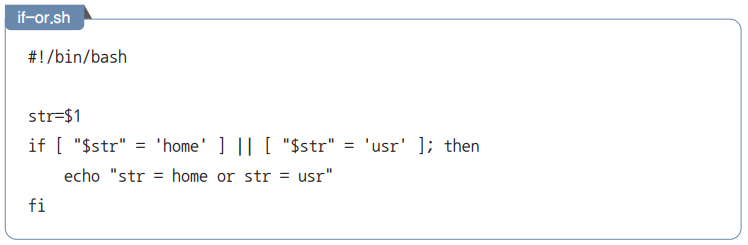 if-or.sh
#!/bin/bash
str=$1
if [ "$str" = 'home' ] || [ "$str" = 'usr' ]; then
echo "str = home or str = usr"
fi